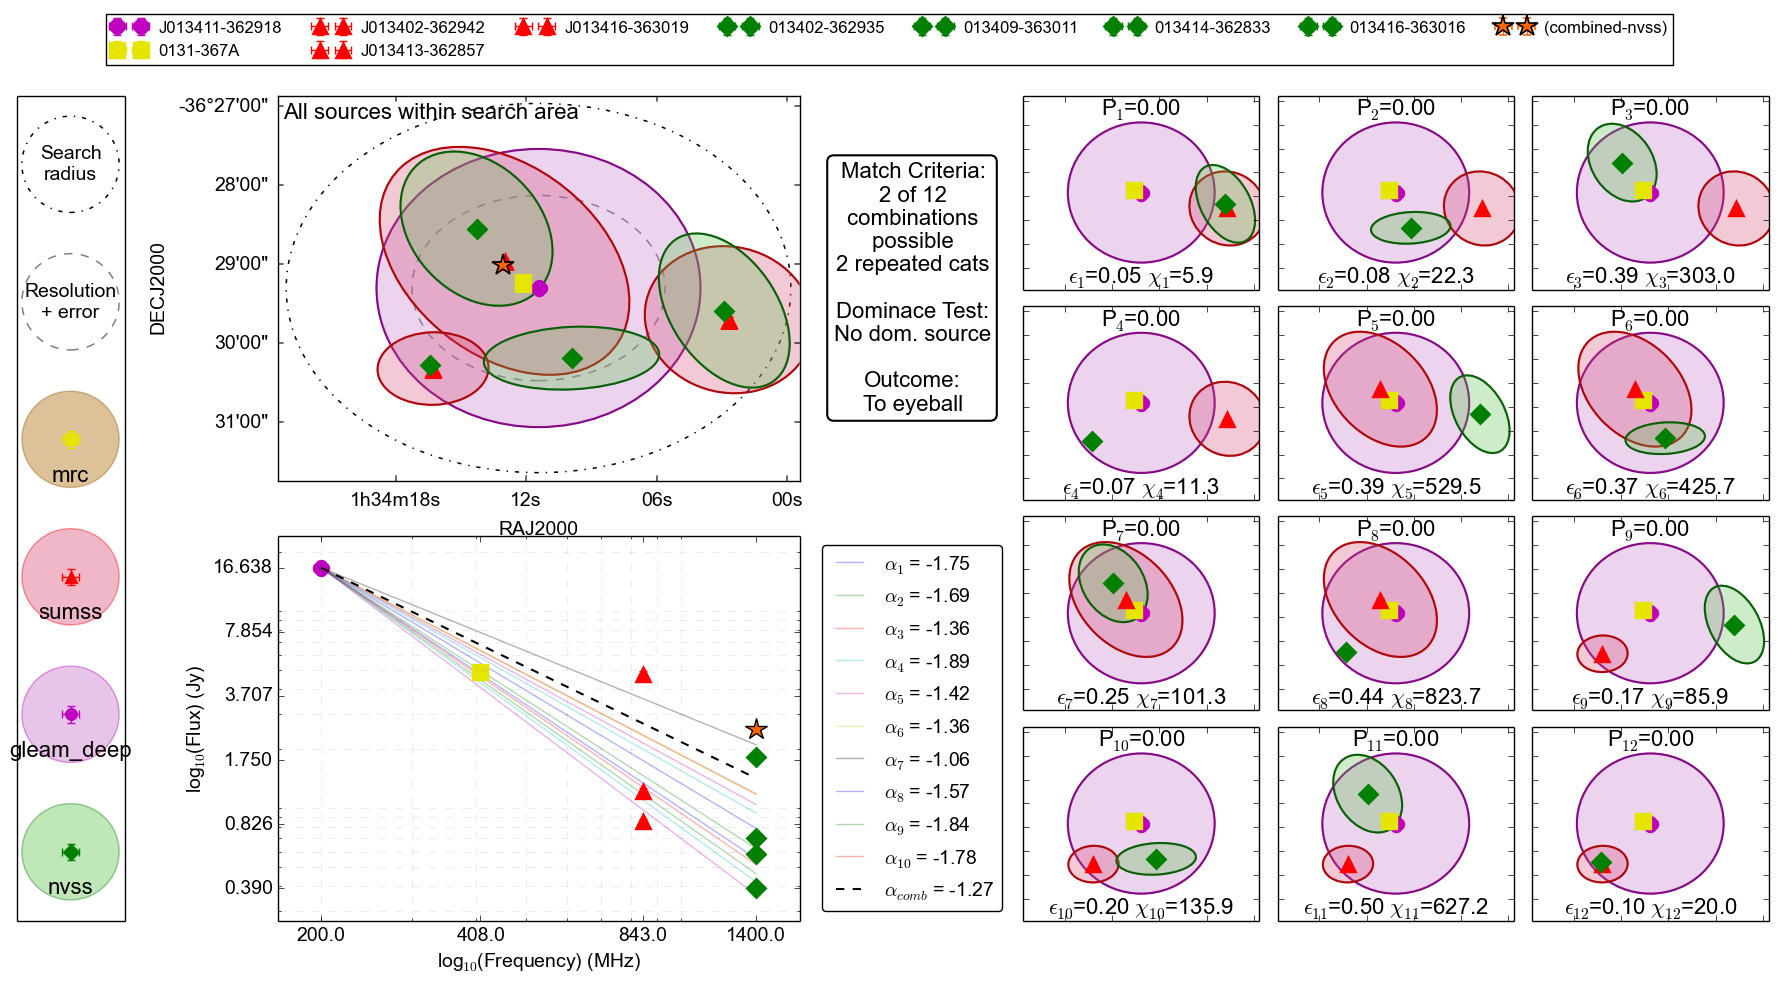 J013411-362918
J013402-362942
J013416-363019
013402-362935
013409-363011
013414-362833
013416-363016
(combined-nvss)
0131-367A
J013413-362857
Search
radius
Resolution
+ error
mrc
sumss
gleam_deep
nvss
All sources within search area
-36°27'00"
28'00"
29'00"
30'00"
31'00"
DECJ2000
1h34m18s
12s
06s
00s
RAJ2000
Match Criteria:
2 of 12
combinations
possible
2 repeated cats
Dominace Test:
No dom. source
Outcome:
To eyeball
16.638
7.854
3.707
1.750
0.826
0.390
log10(Flux) (Jy)
200.0
408.0
843.0
1400.0
log10(Frequency) (MHz)
α1 = -1.75
α2 = -1.69
α3 = -1.36
α4 = -1.89
α5 = -1.42
α6 = -1.36
α7 = -1.06
α8 = -1.57
α9 = -1.84
α10 = -1.78
αcomb = -1.27
P1=0.00
ϵ1=0.05 χ1=5.9
P2=0.00
ϵ2=0.08 χ2=22.3
P3=0.00
ϵ3=0.39 χ3=303.0
P4=0.00
ϵ4=0.07 χ4=11.3
P5=0.00
ϵ5=0.39 χ5=529.5
P6=0.00
ϵ6=0.37 χ6=425.7
P7=0.00
ϵ7=0.25 χ7=101.3
P8=0.00
ϵ8=0.44 χ8=823.7
P9=0.00
ϵ9=0.17 χ9=85.9
P10=0.00
ϵ10=0.20 χ10=135.9
P11=0.00
ϵ11=0.50 χ11=627.2
P12=0.00
ϵ12=0.10 χ12=20.0